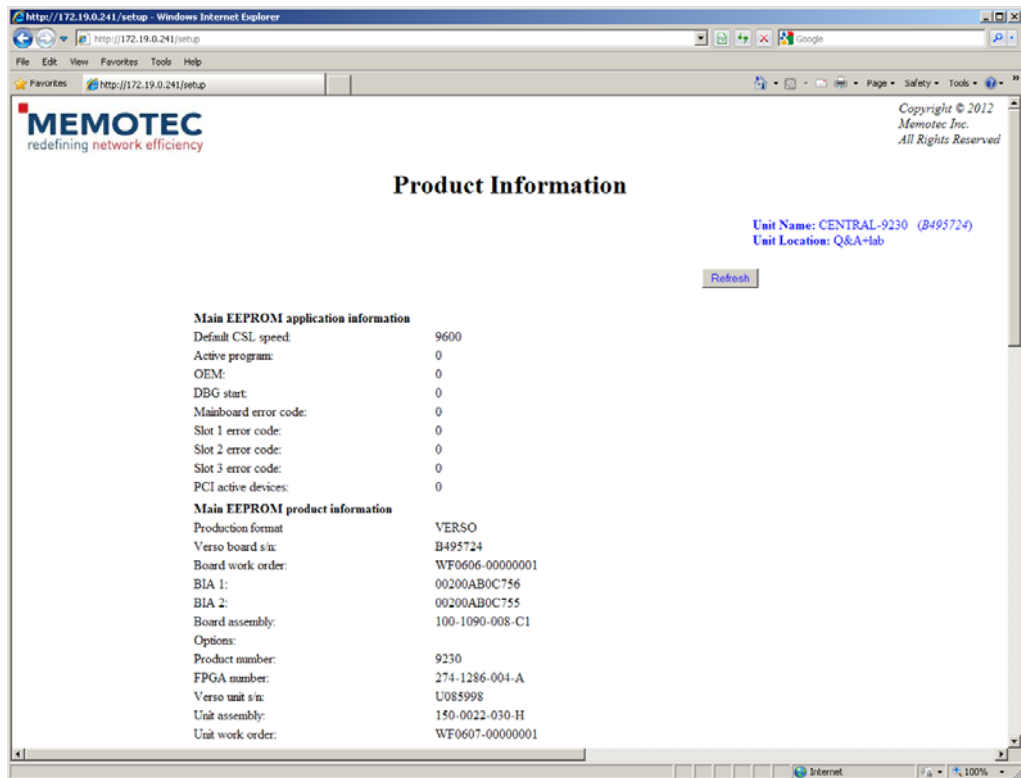 http://172.19.0.241/setup - Windows Internet Explorer
http://172.19.0.241/setup
Google
File Edit View Favorites Tools Help
Favorites http://172.19.0.241/setup Page Safety Tools
MEMOTEC
redefining network efficiency
Copyright © 2012
Memotec Inc.
All Rights Reserved
Product Information
Unit Name: CENTRAL-9230 (B495724)
Unit Location: Q&A+lab
Refresh
Main EEPROM application information
Default CSL speed: 9600
Active program: 0
OEM: 0
DBG start: 0
Mainboard error code: 0
Slot 1 error code: 0
Slot 2 error code: 0
Slot 3 error code: 0
PCI active devices: 0
Main EEPROM product information
Production format VERSO
Verso board s/n: B495724
Board work order: WF0606-00000001
BIA 1: 00200AB0C756
BIA 2: 00200AB0C755
Board assembly: 100-1090-008-C1
Options:
Product number: 9230
FPGA number: 274-1286-004-A
Verso unit s/n: U085998
Unit assembly: 150-0022-030-H
Unit work order: WF0607-00000001
Internet 100%